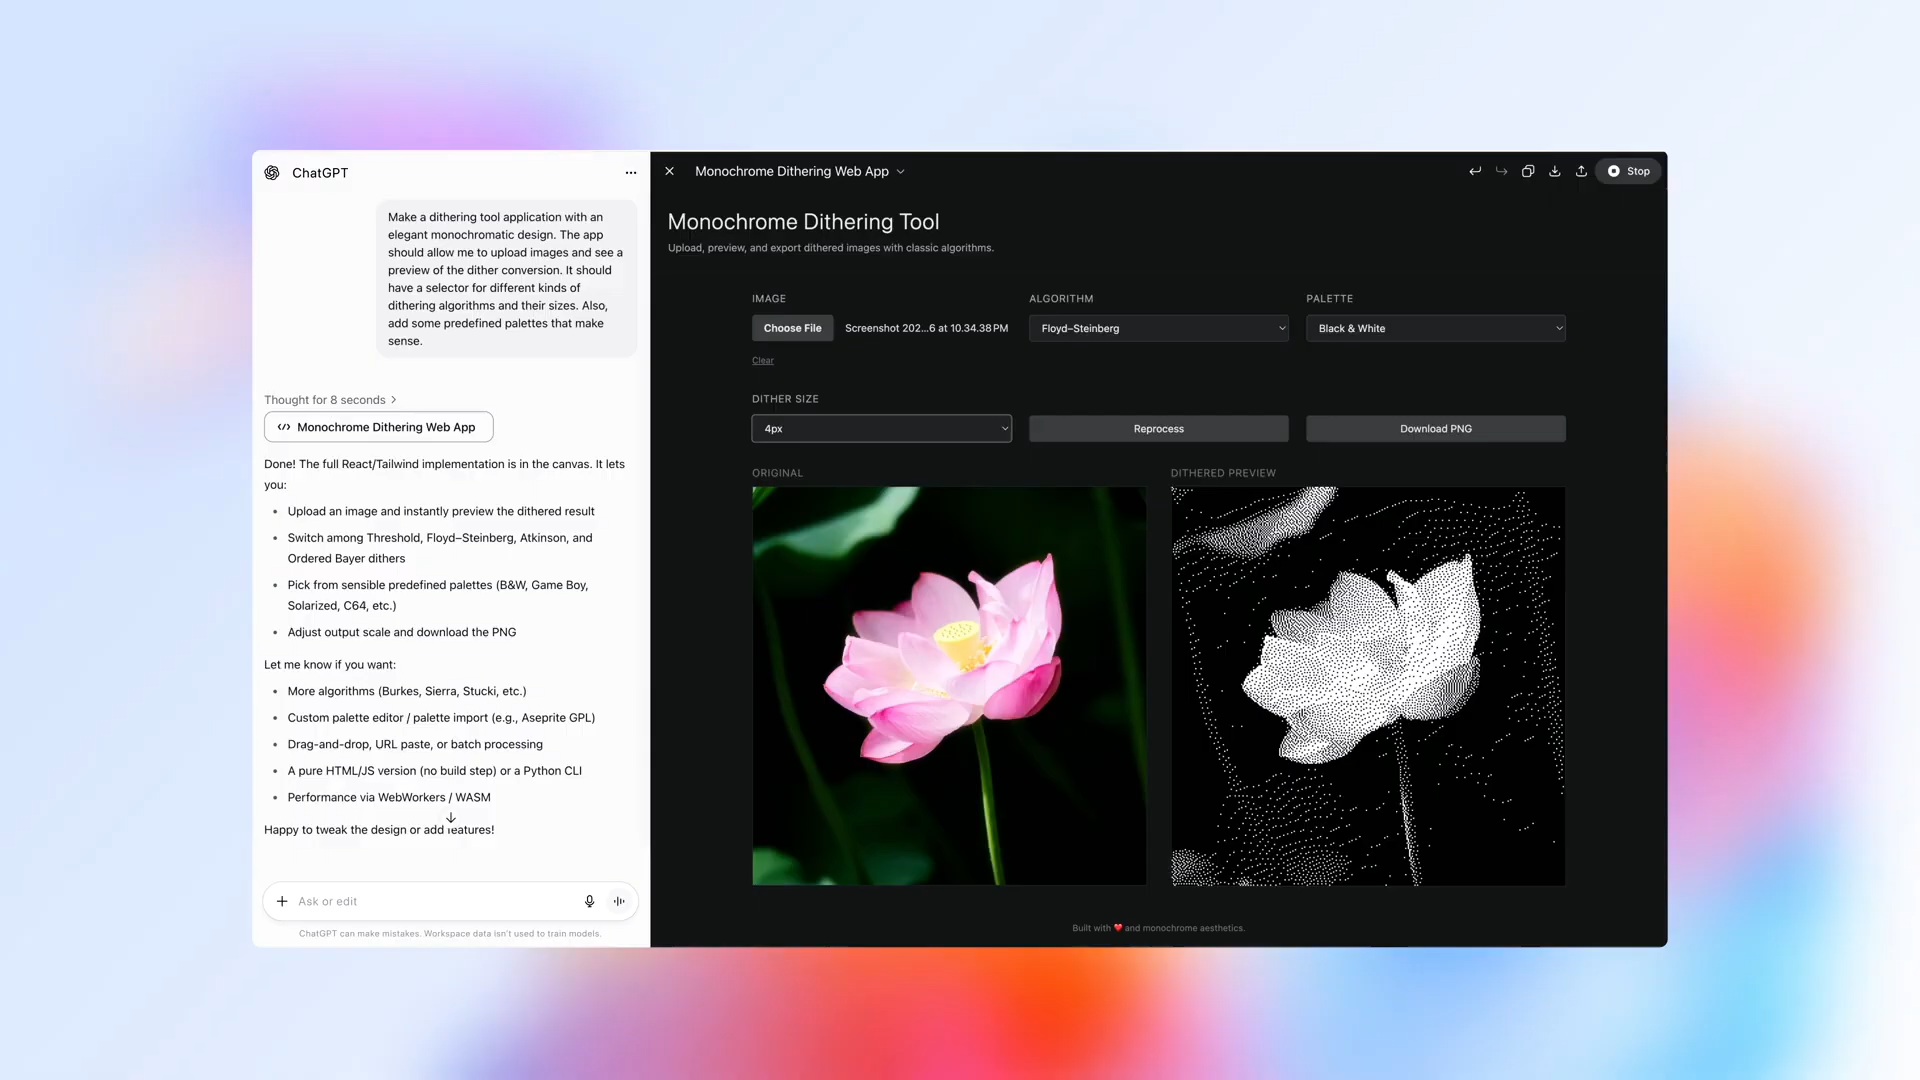 ChatGPT
Make a dithering tool application with an
elegant monochromatic design. The app
should allow me to upload images and see a
preview of the dither conversion. It should
have a selector for different kinds of
dithering algorithms and their sizes. Also,
add some predefined palettes that make
sense.
Thought for 8 seconds
Monochrome Dithering Web App
Done! The full React/Tailwind implementation is in the canvas. It lets
you:
• Upload an image and instantly preview the dithered result
• Switch among Threshold, Floyd–Steinberg, Atkinson, and
Ordered Bayer dithers
• Pick from sensible predefined palettes (B&W, Game Boy,
Solarized, C64, etc.)
• Adjust output scale and download the PNG
Let me know if you want:
• More algorithms (Burkes, Sierra, Stucki, etc.)
• Custom palette editor / palette import (e.g., Aseprite GPL)
• Drag-and-drop, URL paste, or batch processing
• A pure HTML/JS version (no build step) or a Python CLI
• Performance via WebWorkers / WASM
Happy to tweak the design or add features!
Ask or edit
ChatGPT can make mistakes. Workspace data isn't used to train models.
Monochrome Dithering Web App
Stop
Monochrome Dithering Tool
Upload, preview, and export dithered images with classic algorithms.
IMAGE
Choose File
Screenshot 202...6 at 10.34.38 PM
Clear
ALGORITHM
Floyd–Steinberg
PALETTE
Black & White
DITHER SIZE
4px
Reprocess
Download PNG
ORIGINAL
DITHERED PREVIEW
Built with ❤️ and monochrome aesthetics.